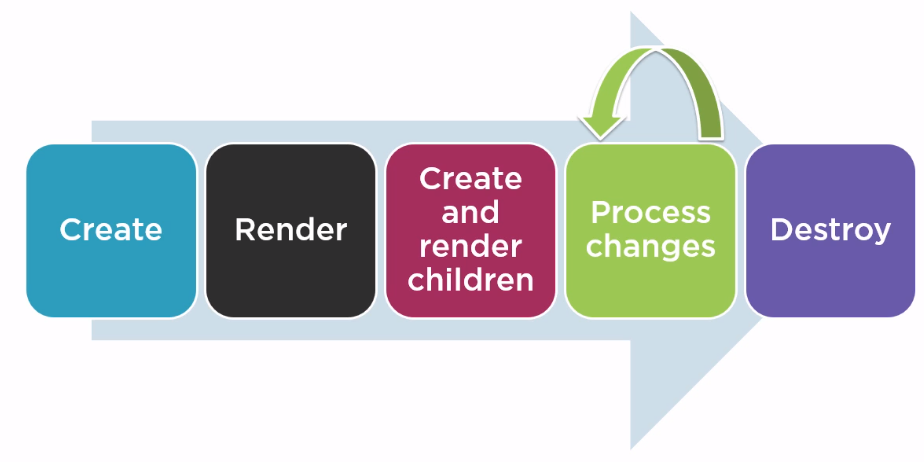 Create
Render
Create
and
render
children
Process
changes
Destroy